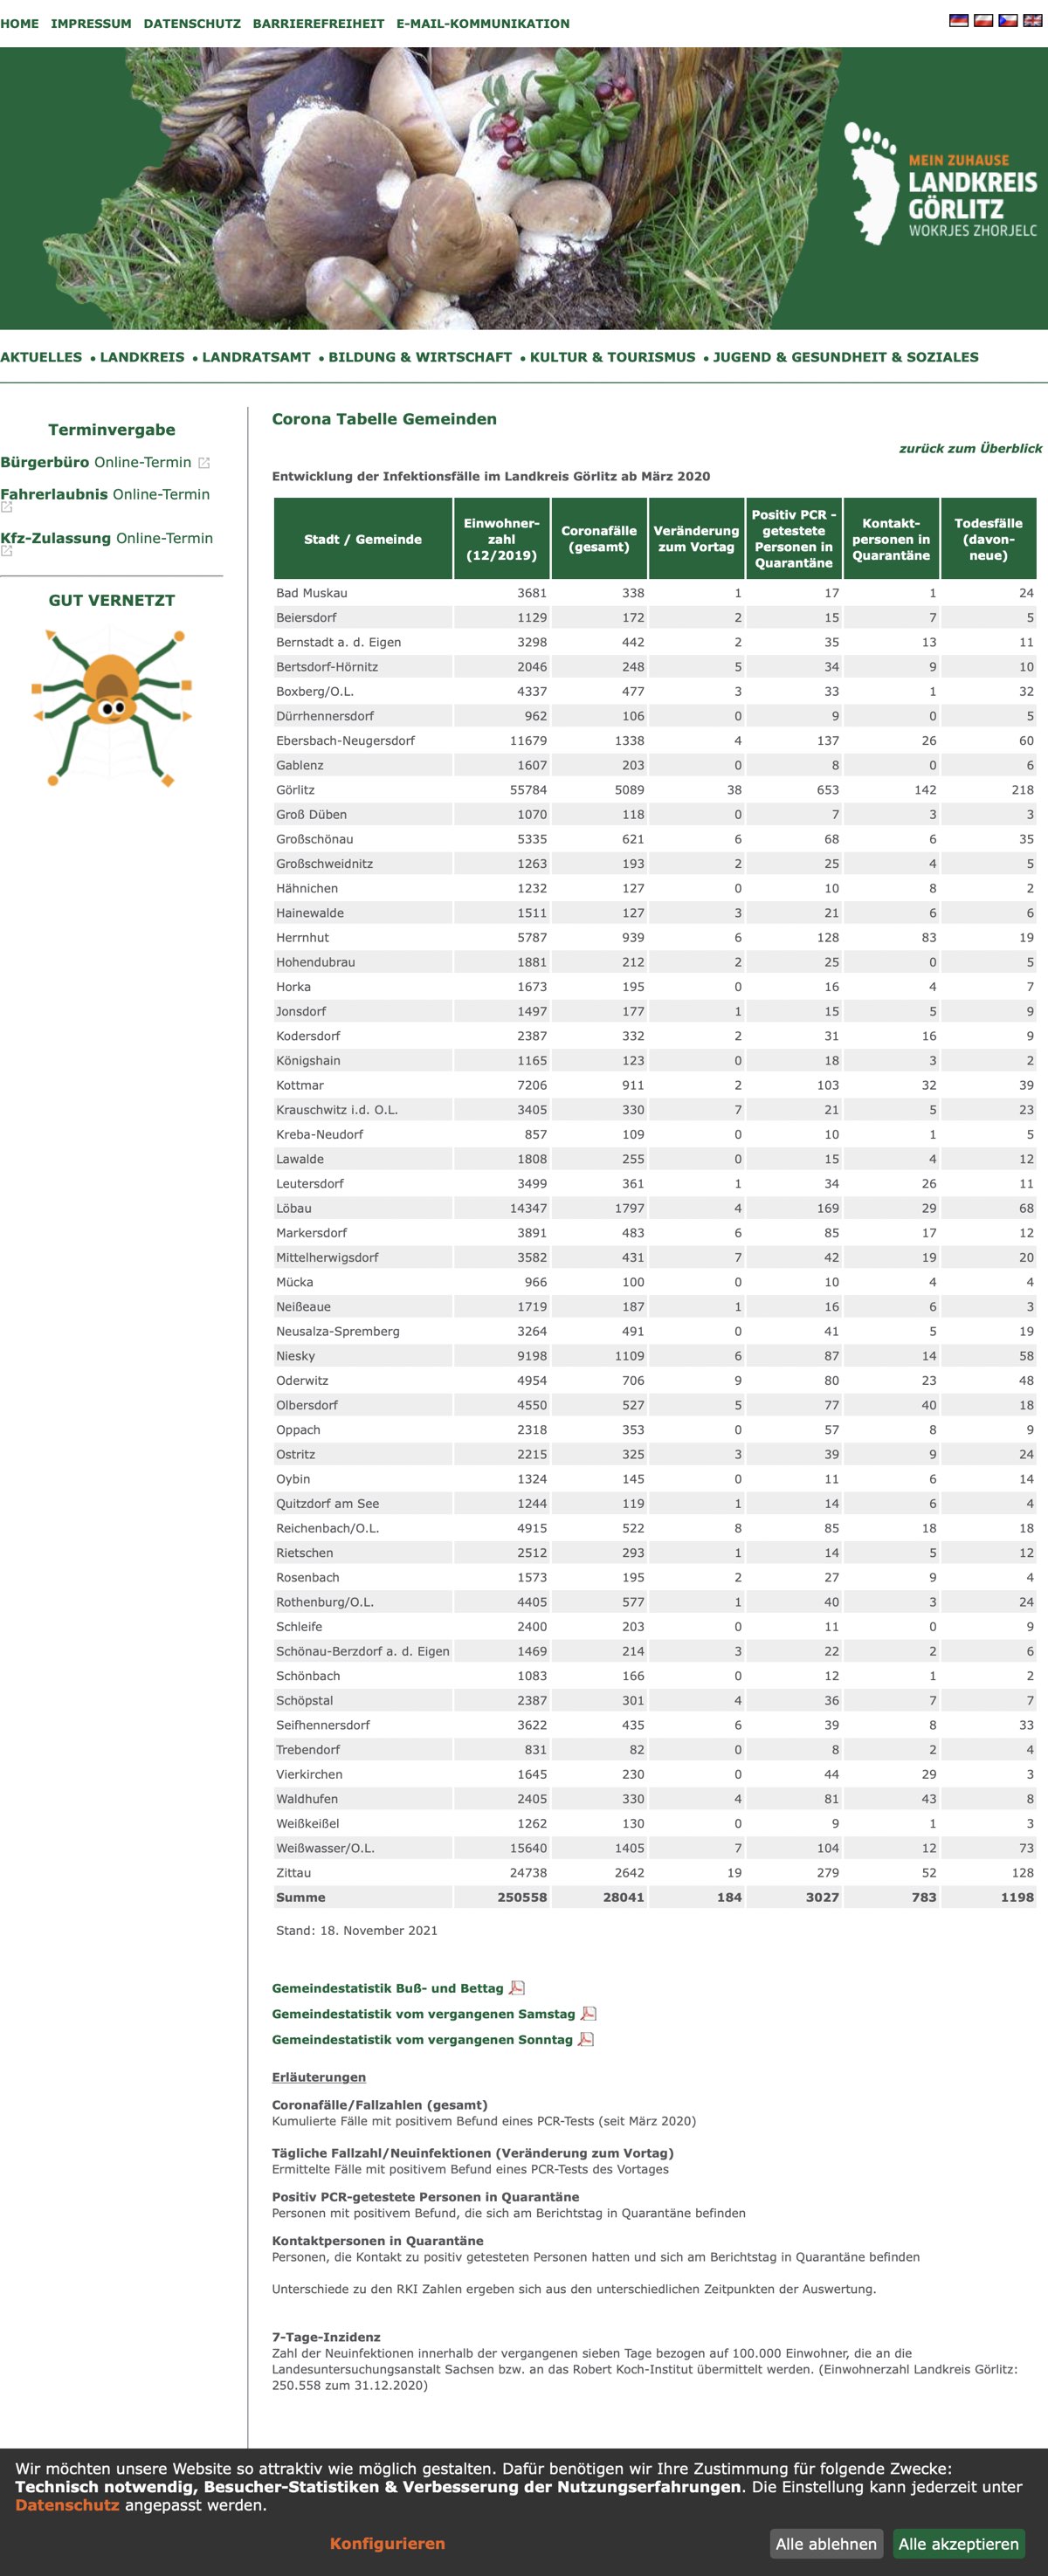 HOME IMPRESSUM DATENSCHUTZ BARRIEREFREIHEIT E-MAIL-KOMMUNIKATION
MEIN ZUHAUSE
LANDKREIS
GÖRLITZ
WOKRJES ZHORJELC
AKTUELLES • LANDKREIS • LANDRATSAMT • BILDUNG & WIRTSCHAFT • KULTUR & TOURISMUS • JUGEND & GESUNDHEIT & SOZIALES
Terminvergabe
Bürgerbüro Online-Termin
Fahrerlaubnis Online-Termin
Kfz-Zulassung Online-Termin
GUT VERNETZT
Corona Tabelle Gemeinden
zurück zum Überblick
Entwicklung der Infektionsfälle im Landkreis Görlitz ab März 2020
Stadt / Gemeinde
Einwohner-
zahl
(12/2019)
Coronafälle
(gesamt)
Veränderung
zum Vortag
Positiv PCR -
getestete
Personen in
Quarantäne
Kontakt-
personen in
Quarantäne
Todesfälle
(davon-
neue)
Bad Muskau 3681 338 1 17 1 24
Beiersdorf 1129 172 2 15 7 5
Bernstadt a. d. Eigen 3298 442 2 35 13 11
Bertsdorf-Hörnitz 2046 248 5 34 9 10
Boxberg/O.L. 4337 477 3 33 1 32
Dürrhennersdorf 962 106 0 9 0 5
Ebersbach-Neugersdorf 11679 1338 4 137 26 60
Gablenz 1607 203 0 8 0 6
Görlitz 55784 5089 38 653 142 218
Groß Düben 1070 118 0 7 3 3
Großschönau 5335 621 6 68 6 35
Großschweidnitz 1263 193 2 25 4 5
Hähnichen 1232 127 0 10 8 2
Hainewalde 1511 127 3 21 6 6
Herrnhut 5787 939 6 128 83 19
Hohendubrau 1881 212 2 25 0 5
Horka 1673 195 0 16 4 7
Jonsdorf 1497 177 1 15 5 9
Kodersdorf 2387 332 2 31 16 9
Königshain 1165 123 0 18 3 2
Kottmar 7206 911 2 103 32 39
Krauschwitz i.d. O.L. 3405 330 7 21 5 23
Kreba-Neudorf 857 109 0 10 1 5
Lawalde 1808 255 0 15 4 12
Leutersdorf 3499 361 1 34 26 11
Löbau 14347 1797 4 169 29 68
Markersdorf 3891 483 6 85 17 12
Mittelherwigsdorf 3582 431 7 42 19 20
Mücka 966 100 0 10 4 4
Neißeaue 1719 187 1 16 6 3
Neusalza-Spremberg 3264 491 0 41 5 19
Niesky 9198 1109 6 87 14 58
Oderwitz 4954 706 9 80 23 48
Olbersdorf 4550 527 5 77 40 18
Oppach 2318 353 0 57 8 9
Ostritz 2215 325 3 39 9 24
Oybin 1324 145 0 11 6 14
Quitzdorf am See 1244 119 1 14 6 4
Reichenbach/O.L. 4915 522 8 85 18 18
Rietschen 2512 293 1 14 5 12
Rosenbach 1573 195 2 27 9 4
Rothenburg/O.L. 4405 577 1 40 3 24
Schleife 2400 203 0 11 0 9
Schönau-Berzdorf a. d. Eigen 1469 214 3 22 2 6
Schönbach 1083 166 0 12 1 2
Schöpstal 2387 301 4 36 7 7
Seifhennersdorf 3622 435 6 39 8 33
Trebendorf 831 82 0 8 2 4
Vierkirchen 1645 230 0 44 29 3
Waldhufen 2405 330 4 81 43 8
Weißkeißel 1262 130 0 9 1 3
Weißwasser/O.L. 15640 1405 7 104 12 73
Zittau 24738 2642 19 279 52 128
Summe 250558 28041 184 3027 783 1198
Stand: 18. November 2021
Gemeindestatistik Buß- und Bettag
Gemeindestatistik vom vergangenen Samstag
Gemeindestatistik vom vergangenen Sonntag
Erläuterungen
Coronafälle/Fallzahlen (gesamt)
Kumulierte Fälle mit positivem Befund eines PCR-Tests (seit März 2020)
Tägliche Fallzahl/Neuinfektionen (Veränderung zum Vortag)
Ermittelte Fälle mit positivem Befund eines PCR-Tests des Vortages
Positiv PCR-getestete Personen in Quarantäne
Personen mit positivem Befund, die sich am Berichtstag in Quarantäne befinden
Kontaktpersonen in Quarantäne
Personen, die Kontakt zu positiv getesteten Personen hatten und sich am Berichtstag in Quarantäne befinden
Unterschiede zu den RKI Zahlen ergeben sich aus den unterschiedlichen Zeitpunkten der Auswertung.
7-Tage-Inzidenz
Zahl der Neuinfektionen innerhalb der vergangenen sieben Tage bezogen auf 100.000 Einwohner, die an die
Landesuntersuchungsanstalt Sachsen bzw. an das Robert Koch-Institut übermittelt werden. (Einwohnerzahl Landkreis Görlitz:
250.558 zum 31.12.2020)
Wir möchten unsere Website so attraktiv wie möglich gestalten. Dafür benötigen wir Ihre Zustimmung für folgende Zwecke:
Technisch notwendig, Besucher-Statistiken & Verbesserung der Nutzungserfahrungen. Die Einstellung kann jederzeit unter
Datenschutz angepasst werden.
Konfigurieren
Alle ablehnen
Alle akzeptieren